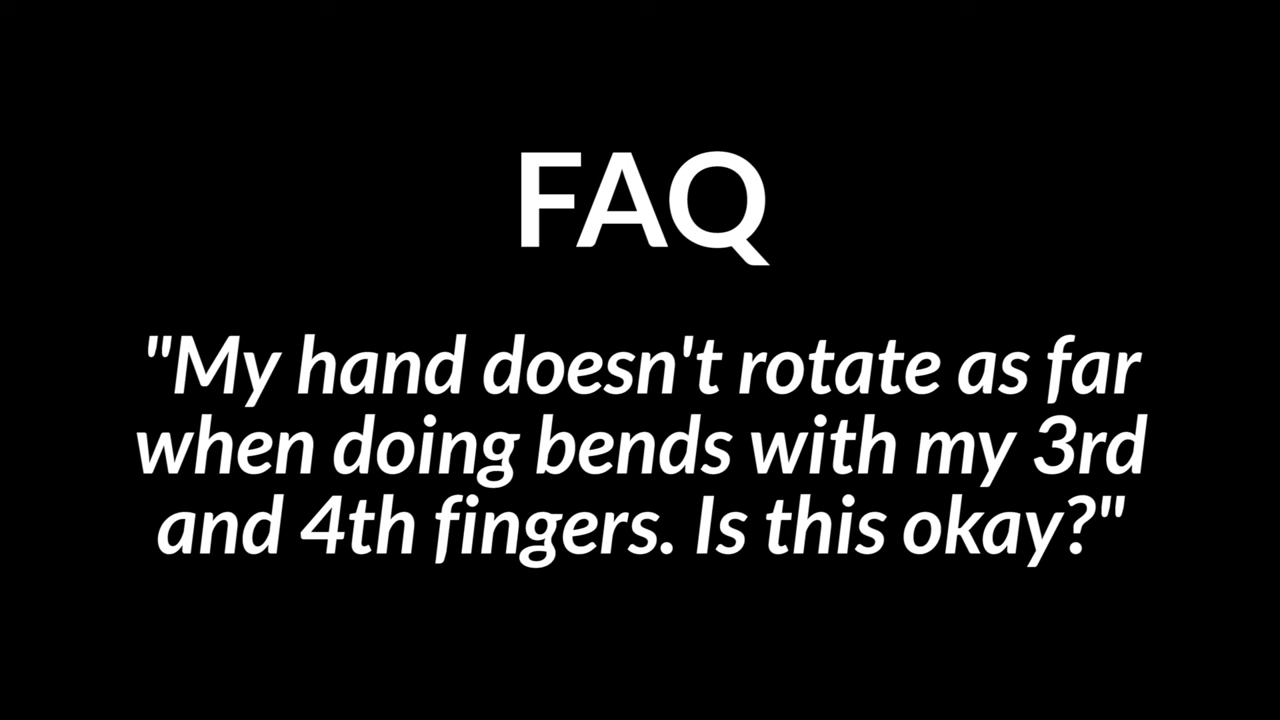 FAQ
"My hand doesn't rotate as far
when doing bends with my 3rd
and 4th fingers. Is this okay?"